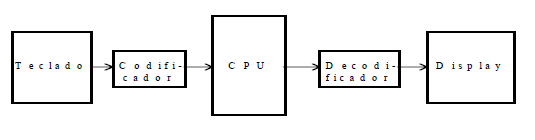 Teclado
Codifi-
cador
CPU
Decodi-
ficador
Display